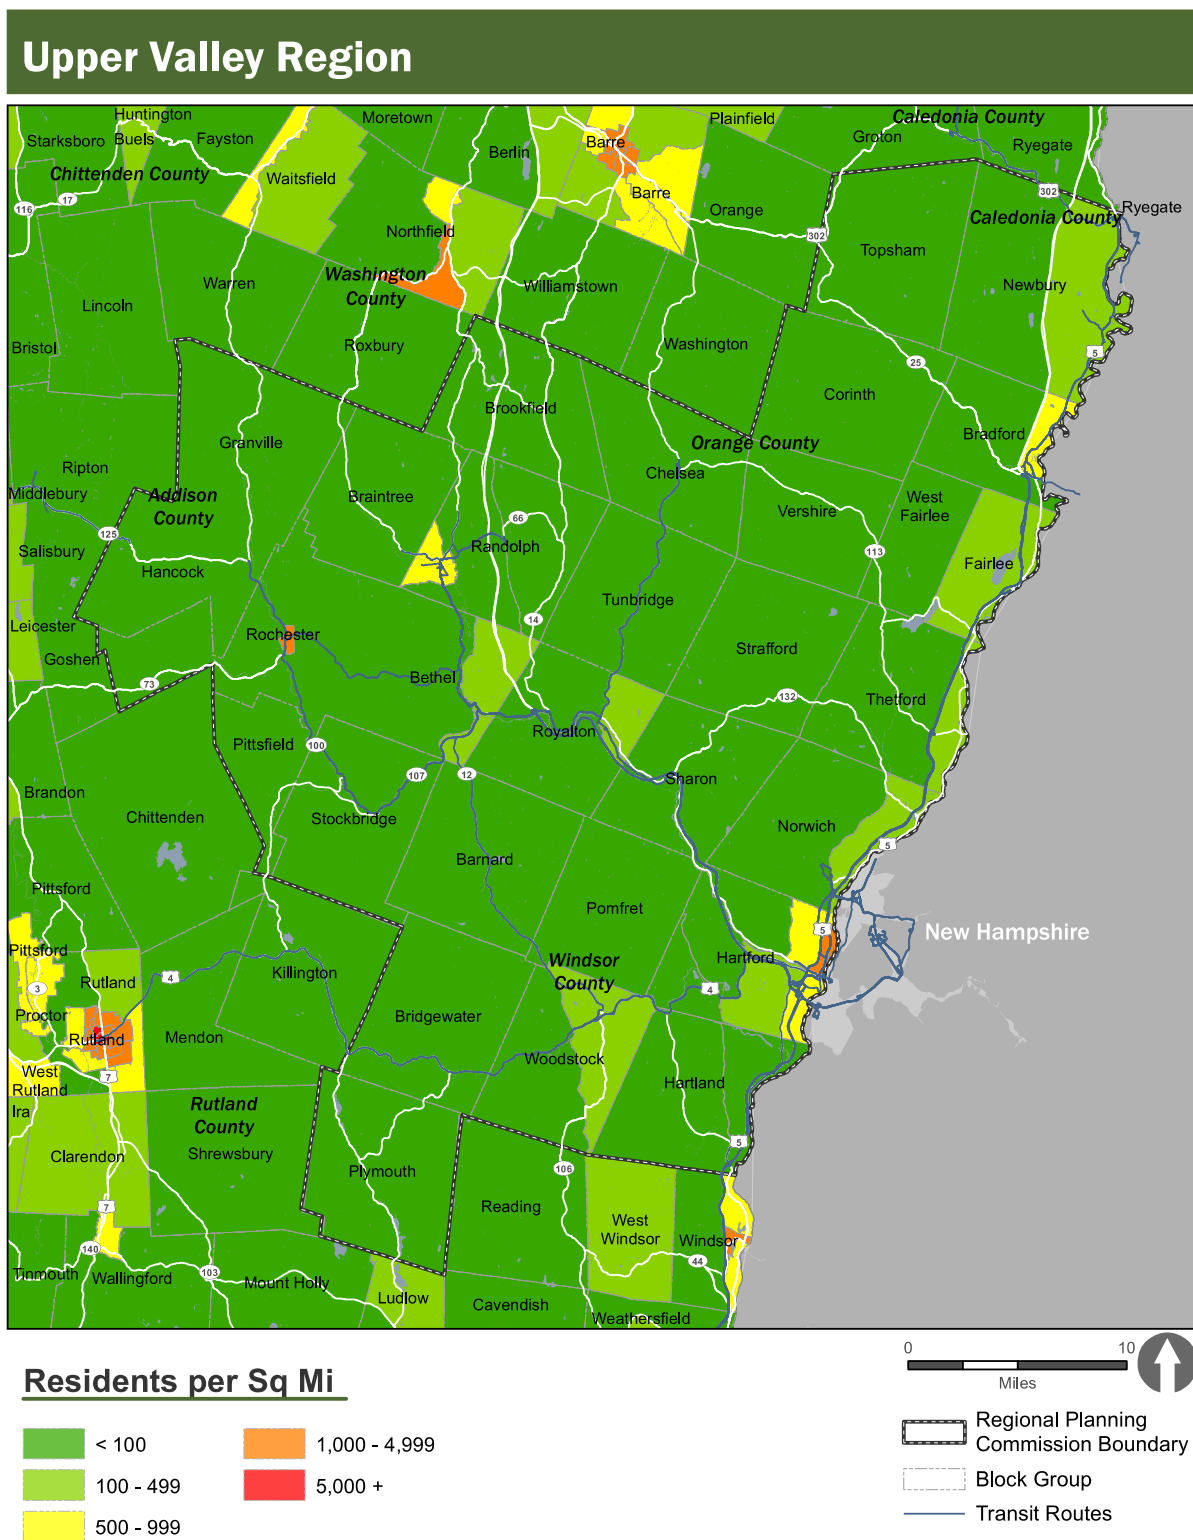 Upper Valley Region
Huntington
Moretown
Plainfield
Caledonia County
Starksboro
Buels
Fayston
Berlin
Barre
Groton
Ryegate
Chittenden County
Waitsfield
Barre
302
116
17
Orange
Caledonia County
Ryegate
Northfield
302
Topsham
Washington
County
Warren
Williamstown
Newbury
Lincoln
Bristol
Roxbury
Washington
5
25
Corinth
Brookfield
Granville
Orange County
Bradford
Ripton
Chelsea
Middlebury
Addison
County
Braintree
West
Fairlee
Vershire
66
125
Salisbury
Randolph
113
Hancock
Fairlee
Tunbridge
14
Leicester
Rochester
Goshen
Strafford
Bethel
73
132
Thetford
Pittsfield
100
Royalton
107
12
Sharon
Brandon
Chittenden
Stockbridge
Norwich
5
Barnard
Pittsford
Pomfret
5
New Hampshire
Pittsford
Hartford
Windsor
County
Killington
4
Rutland
3
4
Proctor
Bridgewater
Rutland
Mendon
Woodstock
West
Rutland
7
Hartland
Ira
Rutland
County
5
Clarendon
Shrewsbury
Plymouth
106
7
Reading
West
Windsor
Windsor
140
44
Tinmouth
Wallingford
103
Mount Holly
Ludlow
Cavendish
Weathersfield
0
10
Miles
Residents per Sq Mi
< 100
1,000 - 4,999
100 - 499
5,000 +
500 - 999
Regional Planning
Commission Boundary
Block Group
Transit Routes